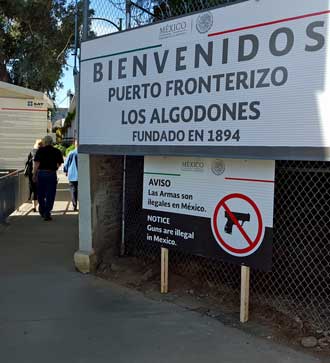 MÉXICO
BIENVENIDOS
PUERTO FRONTERIZO
LOS ALGODONES
FUNDADO EN 1894
SAT
MÉXICO
AVISO
Las Armas son
ilegales en México.
NOTICE
Guns are illegal
in Mexico.